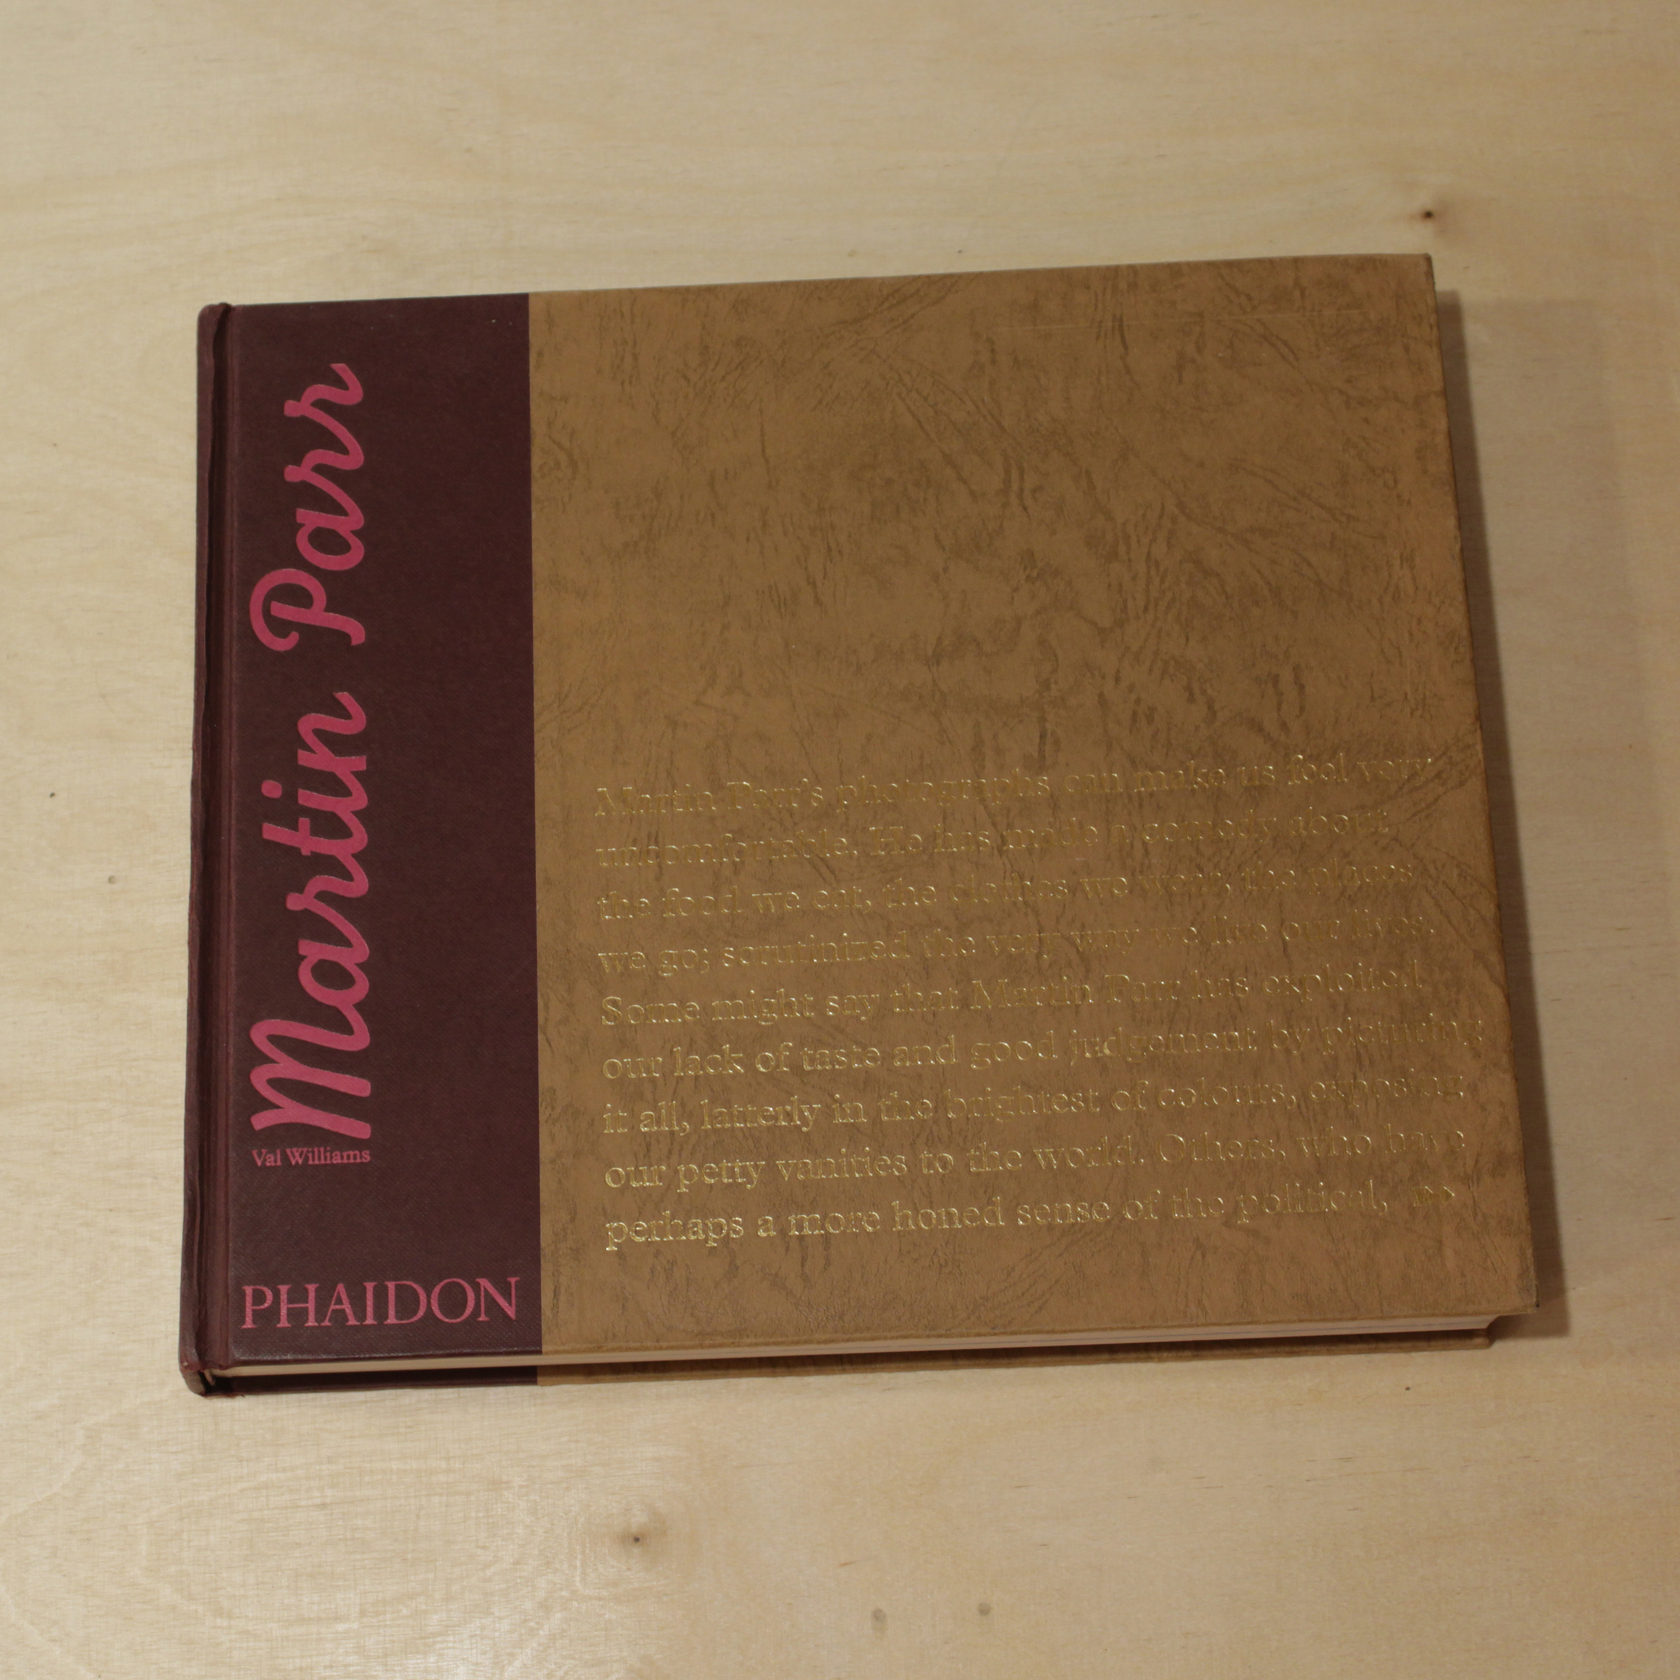 Martin Parr
Val Williams
PHAIDON
Martin Parr's photographs can make us feel very
uncomfortable. He has made a comedy about
the food we eat, the clothes we wear, the places
we go; scrutinized the very way we live our lives.
Some might say that Martin Parr has exploited
our lack of taste and good judgement by picturing
it all, latterly in the brightest of colours, exposing
our petty vanities to the world. Others, who have
perhaps a more honed sense of the political,